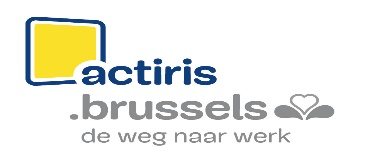 actiris
.brussels
de weg naar werk